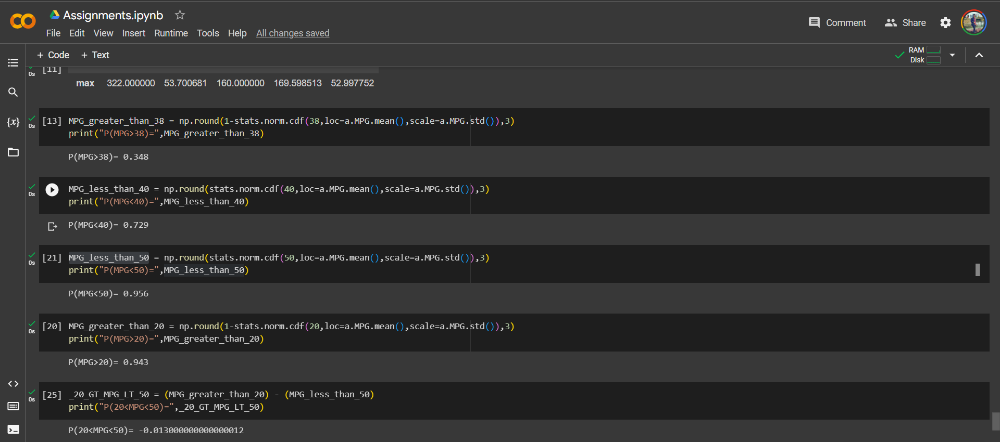 Assignments.ipynb
File Edit View Insert Runtime Tools Help All changes saved
Comment Share
+ Code + Text
RAM
Disk
0s [11]
max 322.000000 53.700681 160.000000 169.598513 52.997752
{x}
0s [13] MPG_greater_than_38 = np.round(1-stats.norm.cdf(38,loc=a.MPG.mean(),scale=a.MPG.std()),3)
print("P(MPG>38)=",MPG_greater_than_38)
P(MPG>38)= 0.348
0s MPG_less_than_40 = np.round(stats.norm.cdf(40,loc=a.MPG.mean(),scale=a.MPG.std()),3)
print("P(MPG<40)=",MPG_less_than_40)
P(MPG<40)= 0.729
0s [21] MPG_less_than_50 = np.round(stats.norm.cdf(50,loc=a.MPG.mean(),scale=a.MPG.std()),3)
print("P(MPG<50)=",MPG_less_than_50)
P(MPG<50)= 0.956
0s [20] MPG_greater_than_20 = np.round(1-stats.norm.cdf(20,loc=a.MPG.mean(),scale=a.MPG.std()),3)
print("P(MPG>20)=",MPG_greater_than_20)
P(MPG>20)= 0.943
0s [25] _20_GT_MPG_LT_50 = (MPG_greater_than_20) - (MPG_less_than_50)
print("P(20<MPG<50)=",_20_GT_MPG_LT_50)
P(20<MPG<50)= -0.013000000000000012